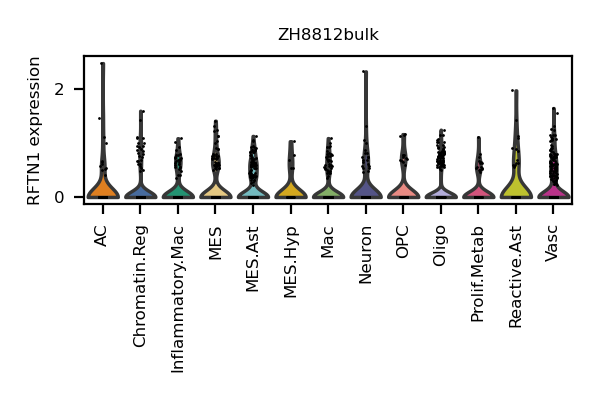 ZH8812bulk
RFTN1 expression
2
0
AC
Chromatin.Reg
Inflammatory.Mac
MES
MES.Ast
MES.Hyp
Mac
Neuron
OPC
Oligo
Prolif.Metab
Reactive.Ast
Vasc